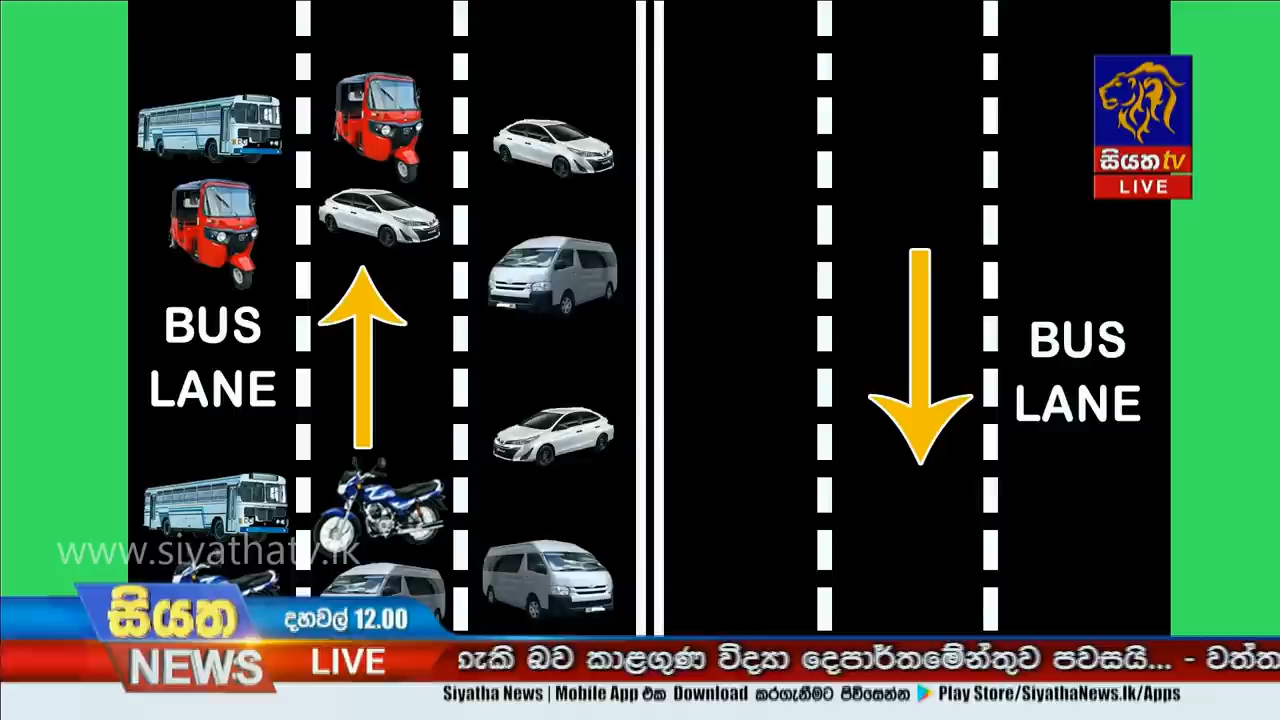 සියත tv
LIVE
BUS
LANE
BUS
LANE
www.siyathatv.lk
සියත
NEWS
දහවල් 12.00
LIVE
හැකි බව කාළගුණ විද්‍යා දෙපාර්තමේන්තුව පවසයි... - වත්ත
Siyatha News | Mobile App එක Download කරගැනීමට පිවිසෙන්න Play Store/SiyathaNews.lk/Apps